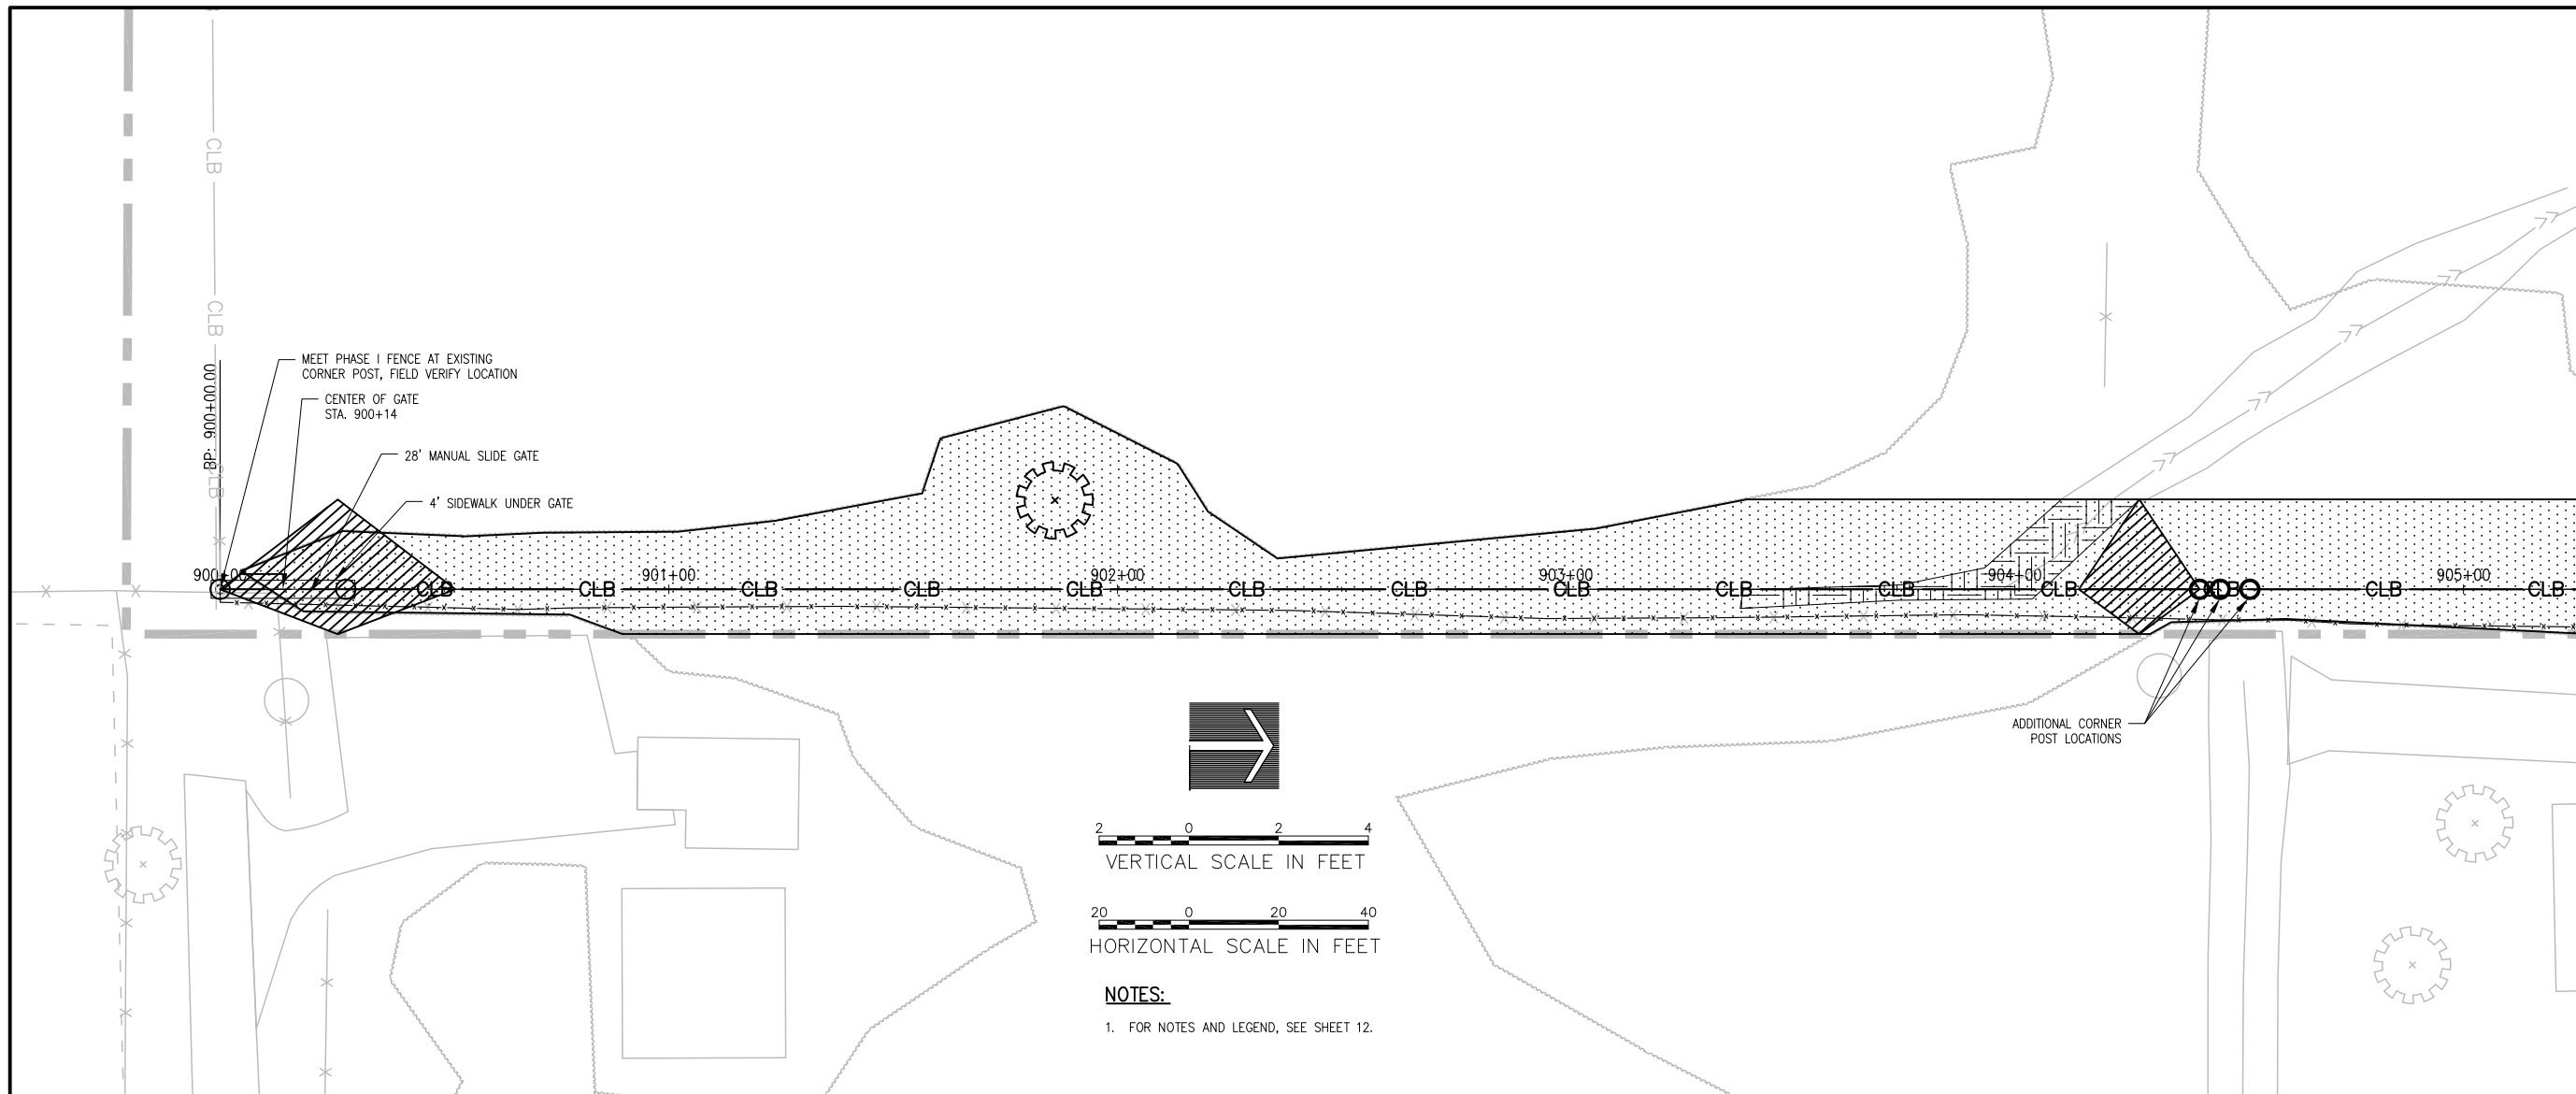 CLB
CLB
CLB
BP: 900+00.00
MEET PHASE I FENCE AT EXISTING
CORNER POST, FIELD VERIFY LOCATION
CENTER OF GATE
STA. 900+14
28' MANUAL SLIDE GATE
4' SIDEWALK UNDER GATE
900+00
901+00
902+00
903+00
904+00
905+00
CLB CLB CLB CLB CLB CLB CLB CLB CLB CLB CLB CLB CLB CLB
ADDITIONAL CORNER
POST LOCATIONS
2 0 2 4
VERTICAL SCALE IN FEET
20 0 20 40
HORIZONTAL SCALE IN FEET
NOTES:
1. FOR NOTES AND LEGEND, SEE SHEET 12.